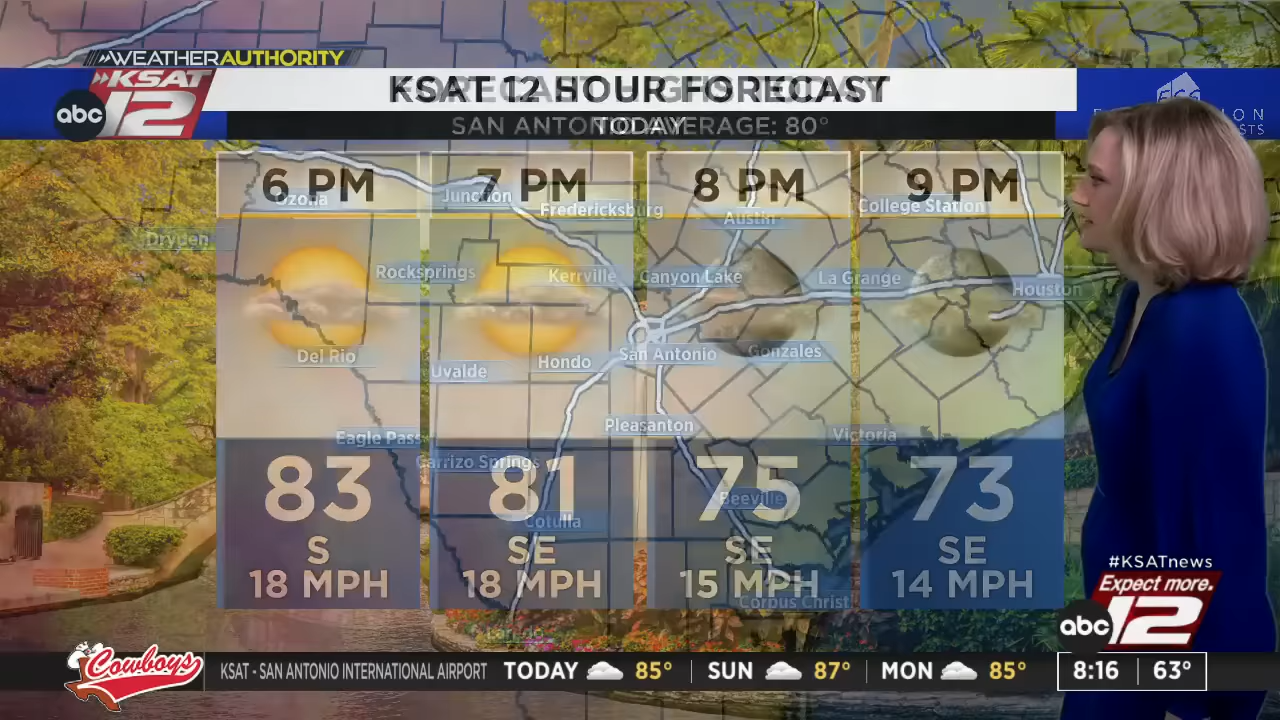 WEATHERAUTHORITY
KSAT
abc 12
KSAT 12 HOUR FORECAST
TODAY
SAN ANTONIO AVERAGE: 80°
6 PM
7 PM
8 PM
9 PM
Ozona
Junction
Fredericksburg
Austin
College Station
Dryden
Rocksprings
Kerrville
Canyon Lake
La Grange
Houston
Del Rio
Uvalde
Hondo
San Antonio
Gonzales
Eagle Pass
Carrizo Springs
Pleasanton
Victoria
Cotulla
Beeville
Corpus Christ
Laredo
83
81
75
73
S
SE
SE
SE
18 MPH
18 MPH
15 MPH
14 MPH
#KSATnews
Expect more.
abc 12
Cowboys
KSAT - SAN ANTONIO INTERNATIONAL AIRPORT TODAY 85° SUN 87° MON 85° 8:16 63°